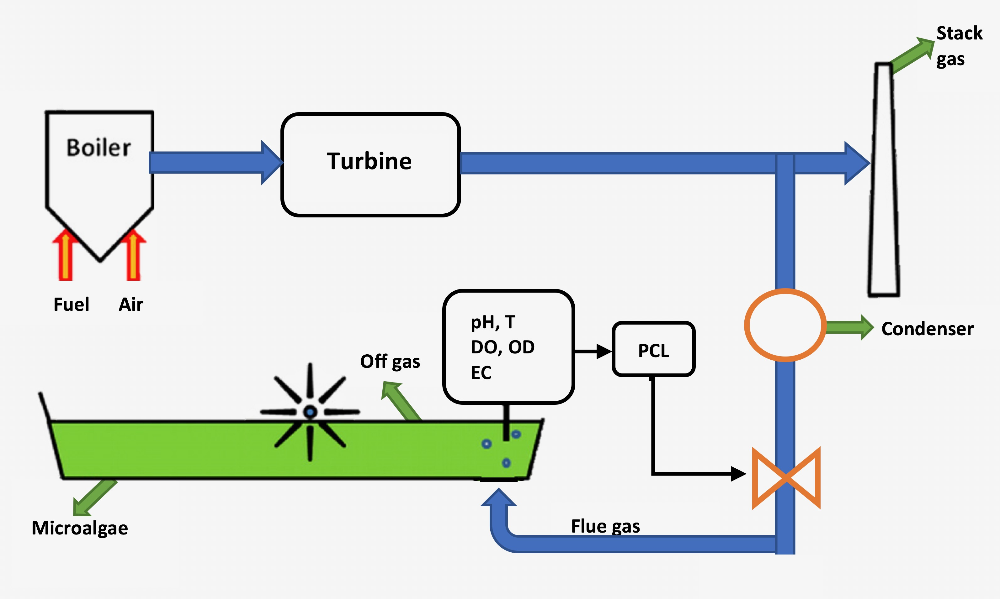 Stack
gas
Boiler
Turbine
Fuel
Air
pH, T
DO, OD
EC
PCL
Condenser
Off gas
Microalgae
Flue gas